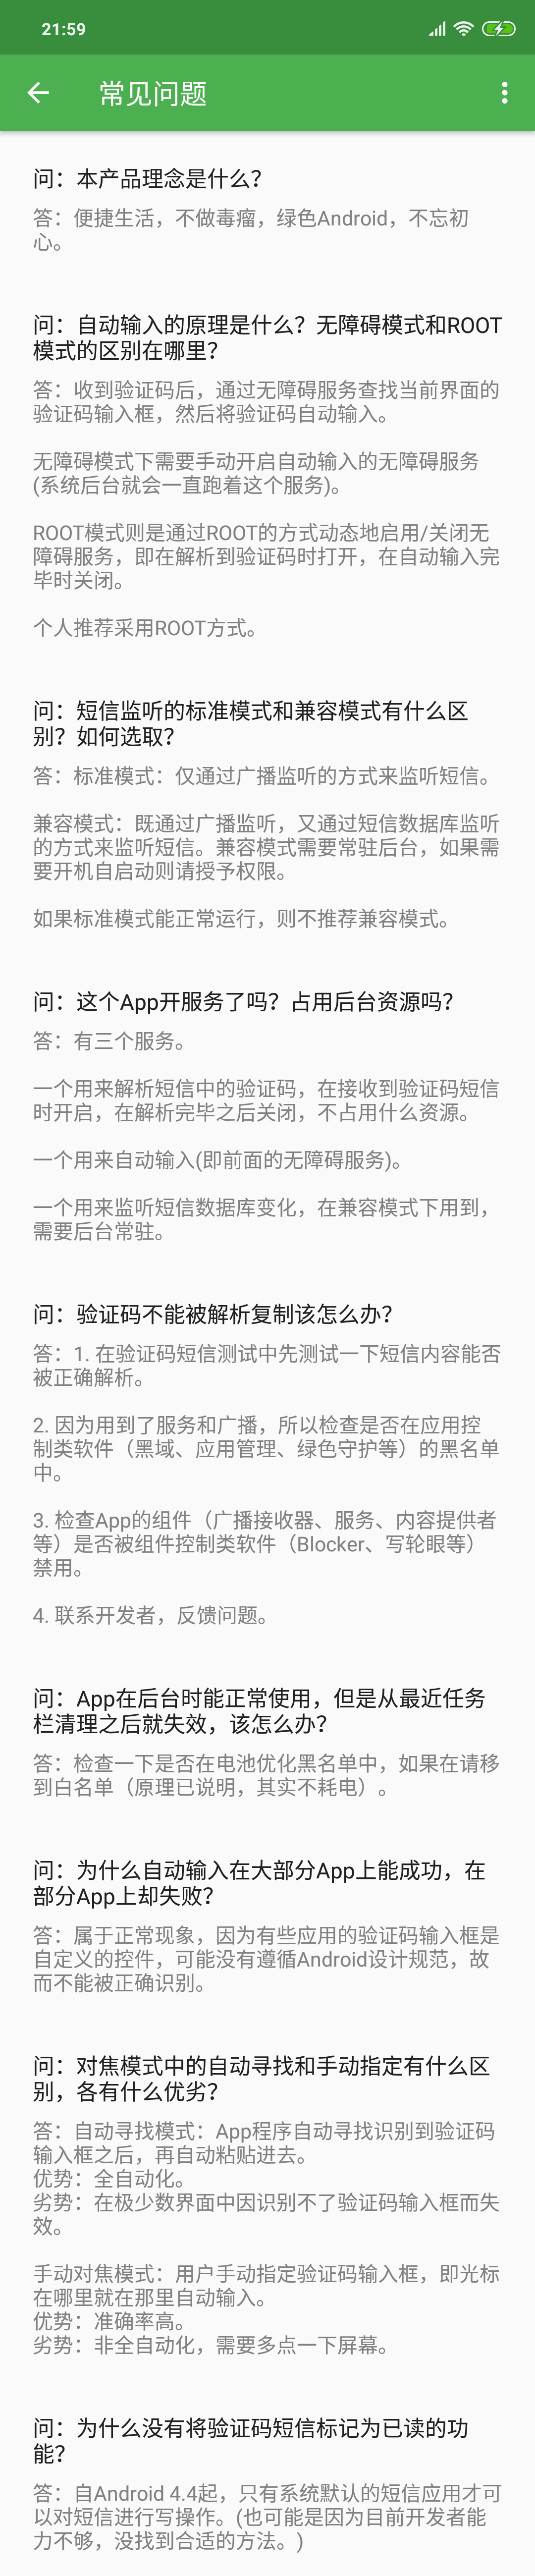 21:59
常见问题
问：本产品理念是什么？
答：便捷生活，不做毒瘤，绿色Android，不忘初
心。
问：自动输入的原理是什么？无障碍模式和ROOT
模式的区别在哪里？
答：收到验证码后，通过无障碍服务查找当前界面的
验证码输入框，然后将验证码自动输入。
无障碍模式下需要手动开启自动输入的无障碍服务
(系统后台就会一直跑着这个服务)。
ROOT模式则是通过ROOT的方式动态地启用/关闭无
障碍服务，即在解析到验证码时打开，在自动输入完
毕时关闭。
个人推荐采用ROOT方式。
问：短信监听的标准模式和兼容模式有什么区
别？如何选取？
答：标准模式：仅通过广播监听的方式来监听短信。
兼容模式：既通过广播监听，又通过短信数据库监听
的方式来监听短信。兼容模式需要常驻后台，如果需
要开机自启动则请授予权限。
如果标准模式能正常运行，则不推荐兼容模式。
问：这个App开服务了吗？占用后台资源吗？
答：有三个服务。
一个用来解析短信中的验证码，在接收到验证码短信
时开启，在解析完毕之后关闭，不占用什么资源。
一个用来自动输入(即前面的无障碍服务)。
一个用来监听短信数据库变化，在兼容模式下用到，
需要后台常驻。
问：验证码不能被解析复制该怎么办？
答：1. 在验证码短信测试中先测试一下短信内容能否
被正确解析。
2. 因为用到了服务和广播，所以检查是否在应用控
制类软件（黑域、应用管理、绿色守护等）的黑名单
中。
3. 检查App的组件（广播接收器、服务、内容提供者
等）是否被组件控制类软件（Blocker、写轮眼等）
禁用。
4. 联系开发者，反馈问题。
问：App在后台时能正常使用，但是从最近任务
栏清理之后就失效，该怎么办？
答：检查一下是否在电池优化黑名单中，如果在请移
到白名单（原理已说明，其实不耗电）。
问：为什么自动输入在大部分App上能成功，在
部分App上却失败？
答：属于正常现象，因为有些应用的验证码输入框是
自定义的控件，可能没有遵循Android设计规范，故
而不能被正确识别。
问：对焦模式中的自动寻找和手动指定有什么区
别，各有什么优劣？
答：自动寻找模式：App程序自动寻找识别到验证码
输入框之后，再自动粘贴进去。
优势：全自动化。
劣势：在极少数界面中因识别不了验证码输入框而失
效。
手动对焦模式：用户手动指定验证码输入框，即光标
在哪里就在那里自动输入。
优势：准确率高。
劣势：非全自动化，需要多点一下屏幕。
问：为什么没有将验证码短信标记为已读的功
能？
答：自Android 4.4起，只有系统默认的短信应用才可
以对短信进行写操作。(也可能是因为目前开发者能
力不够，没找到合适的方法。)